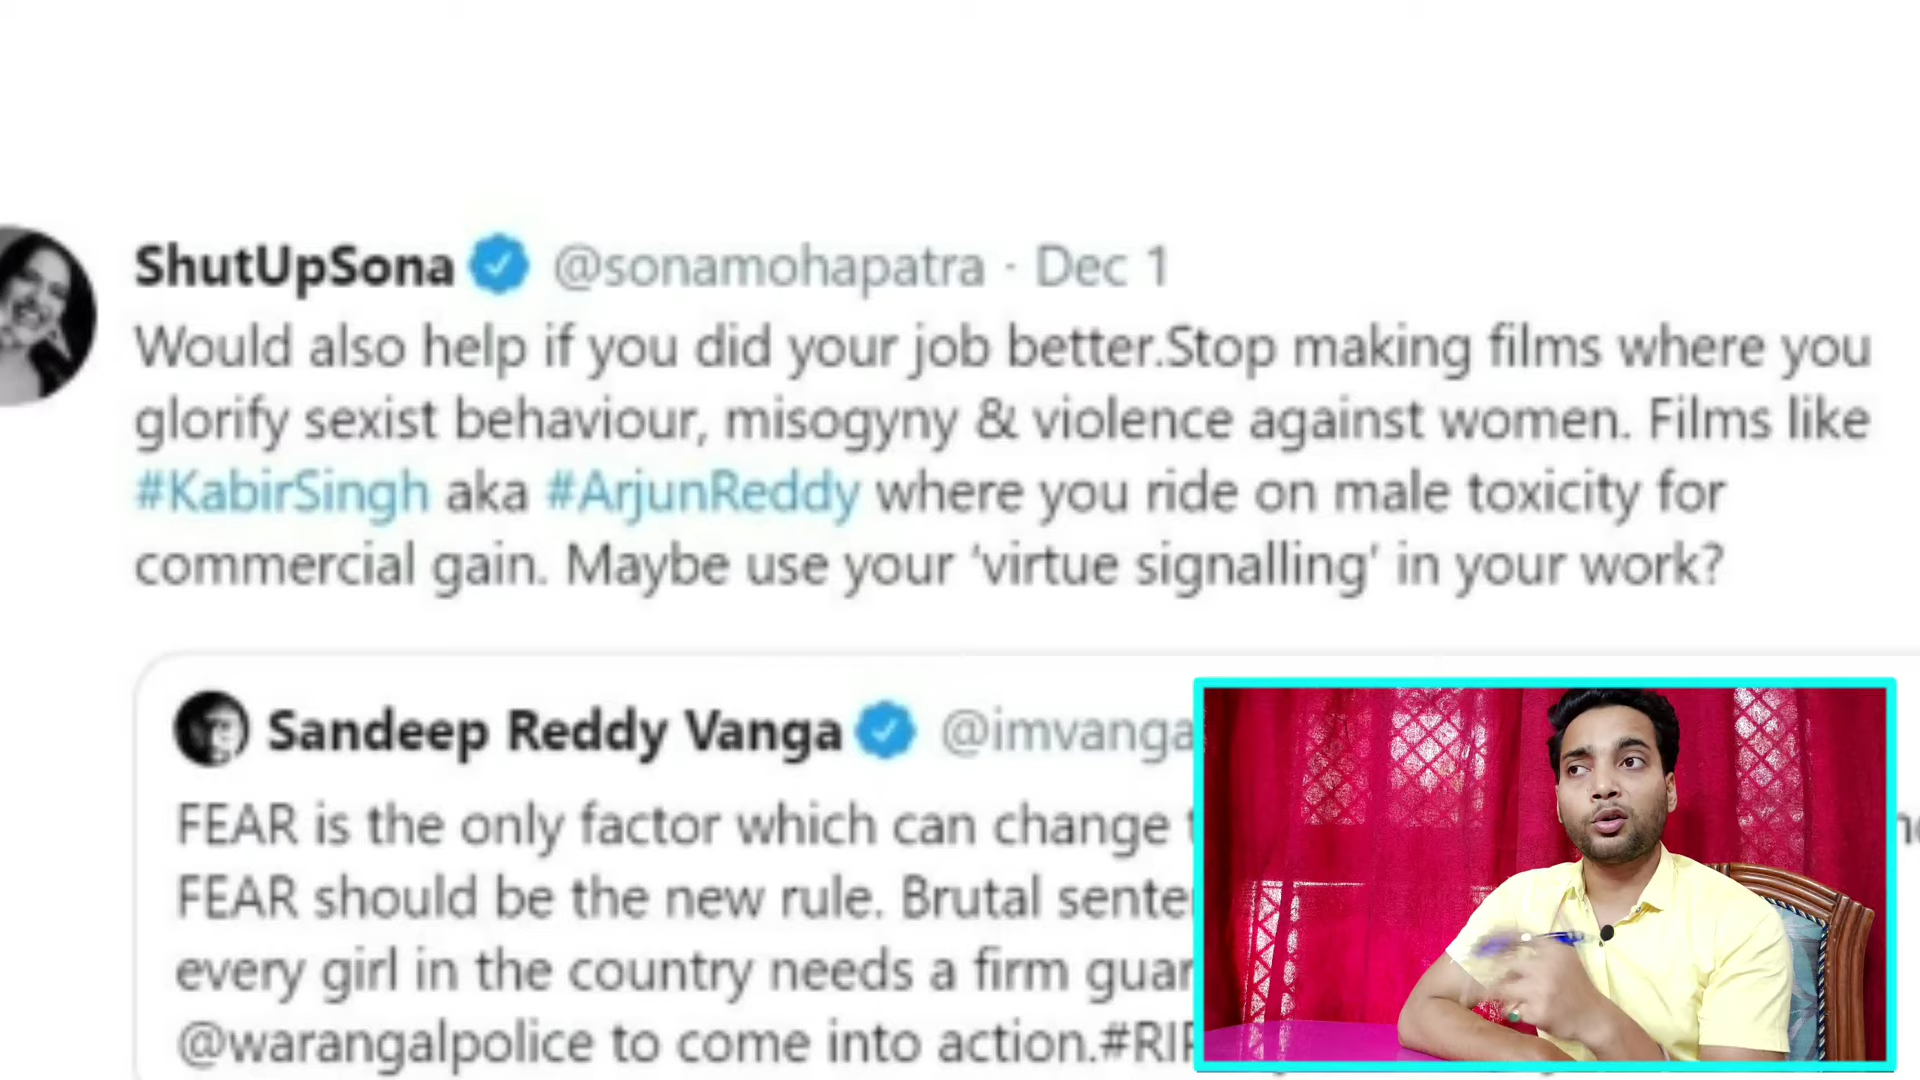 ShutUpSona @sonamohapatra · Dec 1
Would also help if you did your job better.Stop making films where you
glorify sexist behaviour, misogyny & violence against women. Films like
#KabirSingh aka #ArjunReddy where you ride on male toxicity for
commercial gain. Maybe use your ‘virtue signalling’ in your work?
Sandeep Reddy Vanga @imvanga
FEAR is the only factor which can change
FEAR should be the new rule. Brutal
every girl in the country needs a firm
@warangalpolice to come into action.#RIP